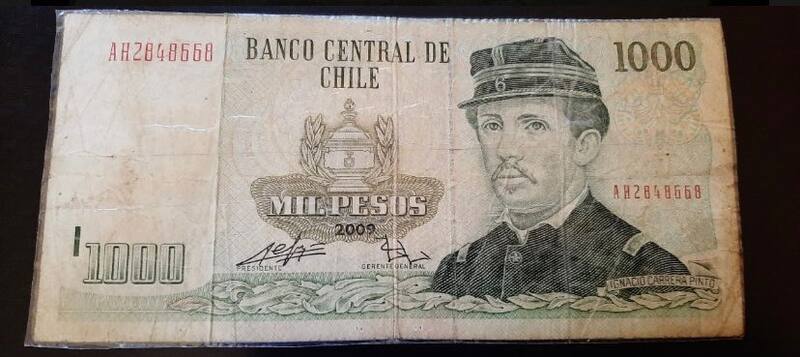 AH2848668
BANCO CENTRAL DE
CHILE
1000
AH2848668
MIL PESOS
2009
1000
PRESIDENTE
GERENTE GENERAL
IGNACIO CARRERA PINTO